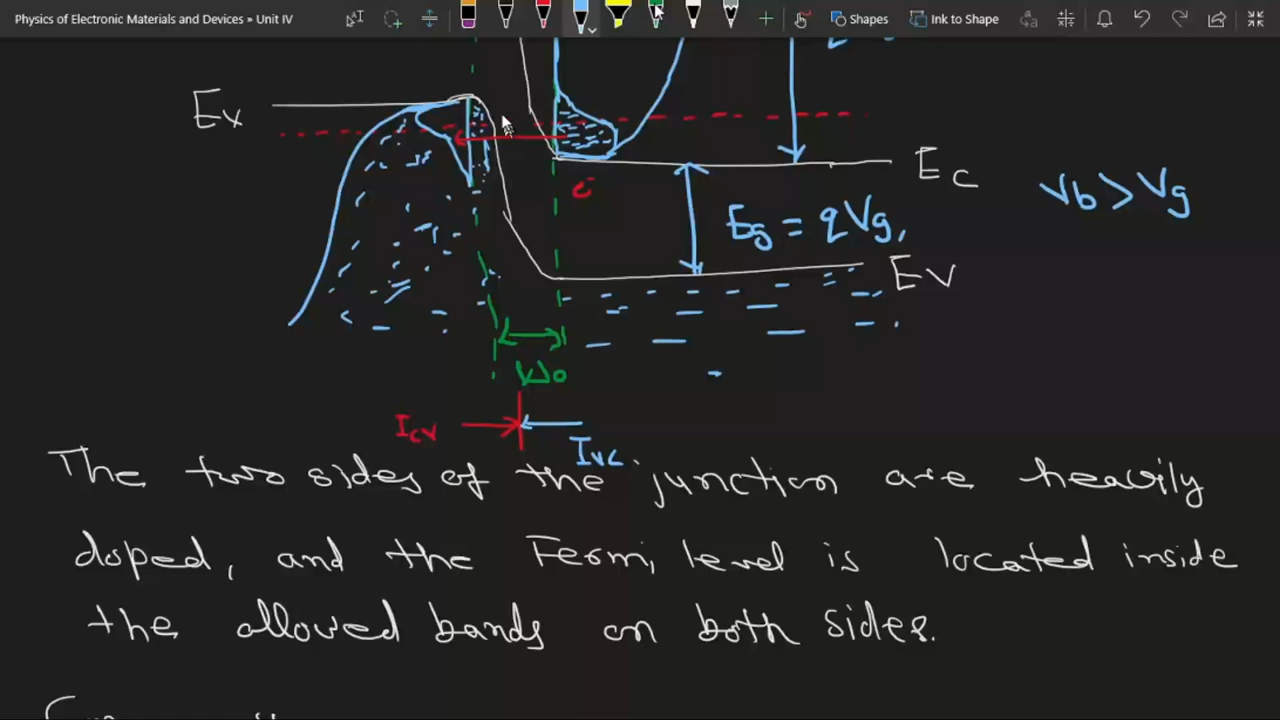 Physics of Electronic Materials and Devices » Unit IV
Shapes
Ink to Shape
Ev
Ec
Vb > Vg
e-
Eg = qVg,
Ev
W0
Icv
Ivc
The two sides of the junction are heavily
doped, and the Fermi level is located inside
the allowed bands on both sides.